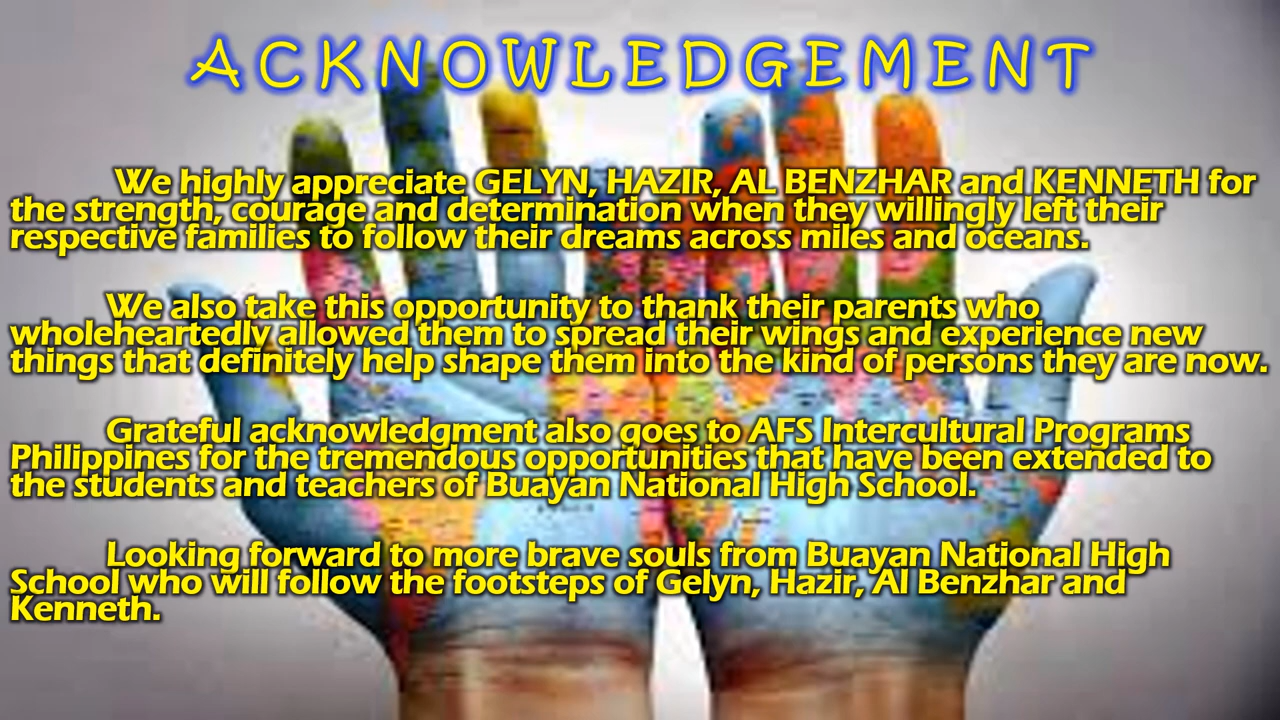 ACKNOWLEDGEMENT
We highly appreciate GELYN, HAZIR, AL BENZHAR and KENNETH for
the strength, courage and determination when they willingly left their
respective families to follow their dreams across miles and oceans.
We also take this opportunity to thank their parents who
wholeheartedly allowed them to spread their wings and experience new
things that definitely help shape them into the kind of persons they are now.
Grateful acknowledgment also goes to AFS Intercultural Programs
Philippines for the tremendous opportunities that have been extended to
the students and teachers of Buayan National High School.
Looking forward to more brave souls from Buayan National High
School who will follow the footsteps of Gelyn, Hazir, Al Benzhar and
Kenneth.